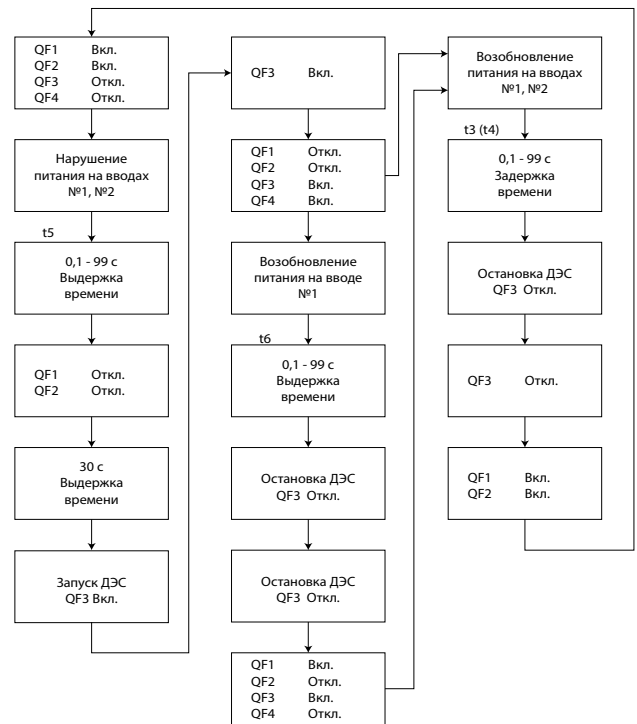 QF1 Вкл.
QF2 Вкл.
QF3 Откл.
QF4 Откл.
Нарушение
питания на вводах
№1, №2
t5
0,1 - 99 с
Выдержка
времени
QF1 Откл.
QF2 Откл.
30 с
Выдержка
времени
Запуск ДЭС
QF3 Вкл.
QF3 Вкл.
QF1 Откл.
QF2 Откл.
QF3 Вкл.
QF4 Вкл.
Возобновление
питания на вводе
№1
t6
0,1 - 99 с
Выдержка
времени
Остановка ДЭС
QF3 Откл.
Остановка ДЭС
QF3 Откл.
QF1 Вкл.
QF2 Откл.
QF3 Вкл.
QF4 Откл.
Возобновление
питания на вводах
№1, №2
t3 (t4)
0,1 - 99 с
Задержка
времени
Остановка ДЭС
QF3 Откл.
QF3 Откл.
QF1 Вкл.
QF2 Вкл.